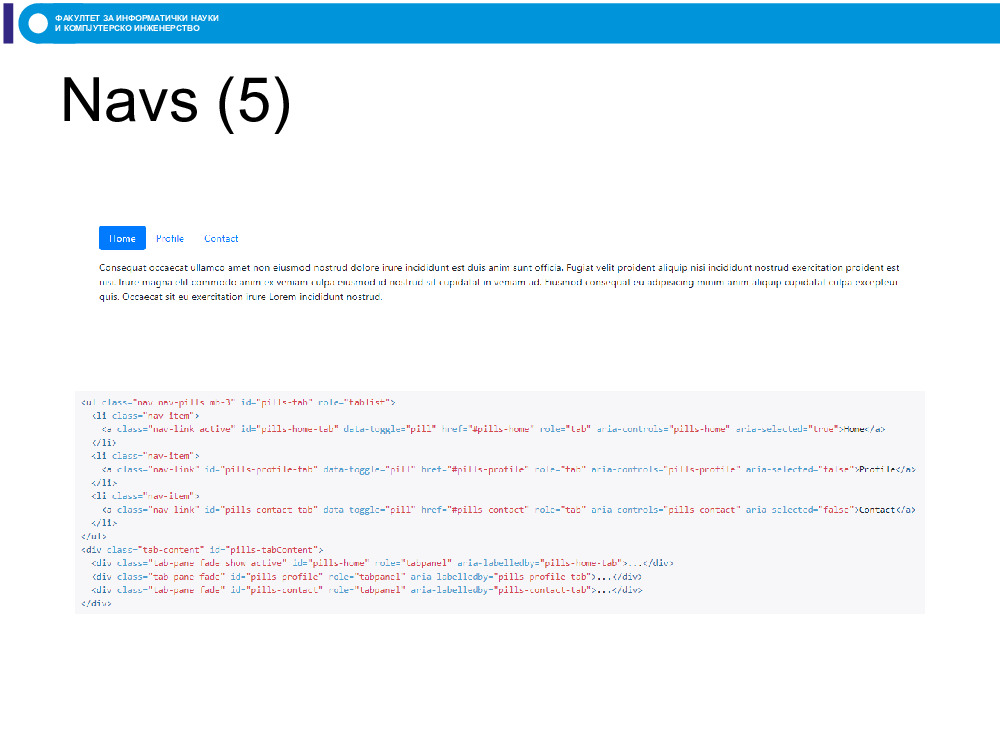 ФАКУЛТЕТ ЗА ИНФОРМАТИЧКИ НАУКИ
И КОМПЈУТЕРСКО ИНЖЕНЕРСТВО
Navs (5)
Home Profile Contact
Consequat occaecat ullamco amet non eiusmod nostrud dolore irure incididunt est duis anim sunt officia. Fugiat velit proident aliquip nisi incididunt nostrud exercitation proident est
nisi. Irure magna elit commodo anim ex veniam culpa eiusmod id nostrud sit cupidatat in veniam ad. Eiusmod consequat eu adipisicing minim anim aliquip cupidatat culpa excepteur
quis. Occaecat sit eu exercitation irure Lorem incididunt nostrud.
<ul class="nav nav-pills mb-3" id="pills-tab" role="tablist">
<li class="nav-item">
<a class="nav-link active" id="pills-home-tab" data-toggle="pill" href="#pills-home" role="tab" aria-controls="pills-home" aria-selected="true">Home</a>
</li>
<li class="nav-item">
<a class="nav-link" id="pills-profile-tab" data-toggle="pill" href="#pills-profile" role="tab" aria-controls="pills-profile" aria-selected="false">Profile</a>
</li>
<li class="nav-item">
<a class="nav-link" id="pills-contact-tab" data-toggle="pill" href="#pills-contact" role="tab" aria-controls="pills-contact" aria-selected="false">Contact</a>
</li>
</ul>
<div class="tab-content" id="pills-tabContent">
<div class="tab-pane fade show active" id="pills-home" role="tabpanel" aria-labelledby="pills-home-tab">...</div>
<div class="tab-pane fade" id="pills-profile" role="tabpanel" aria-labelledby="pills-profile-tab">...</div>
<div class="tab-pane fade" id="pills-contact" role="tabpanel" aria-labelledby="pills-contact-tab">...</div>
</div>